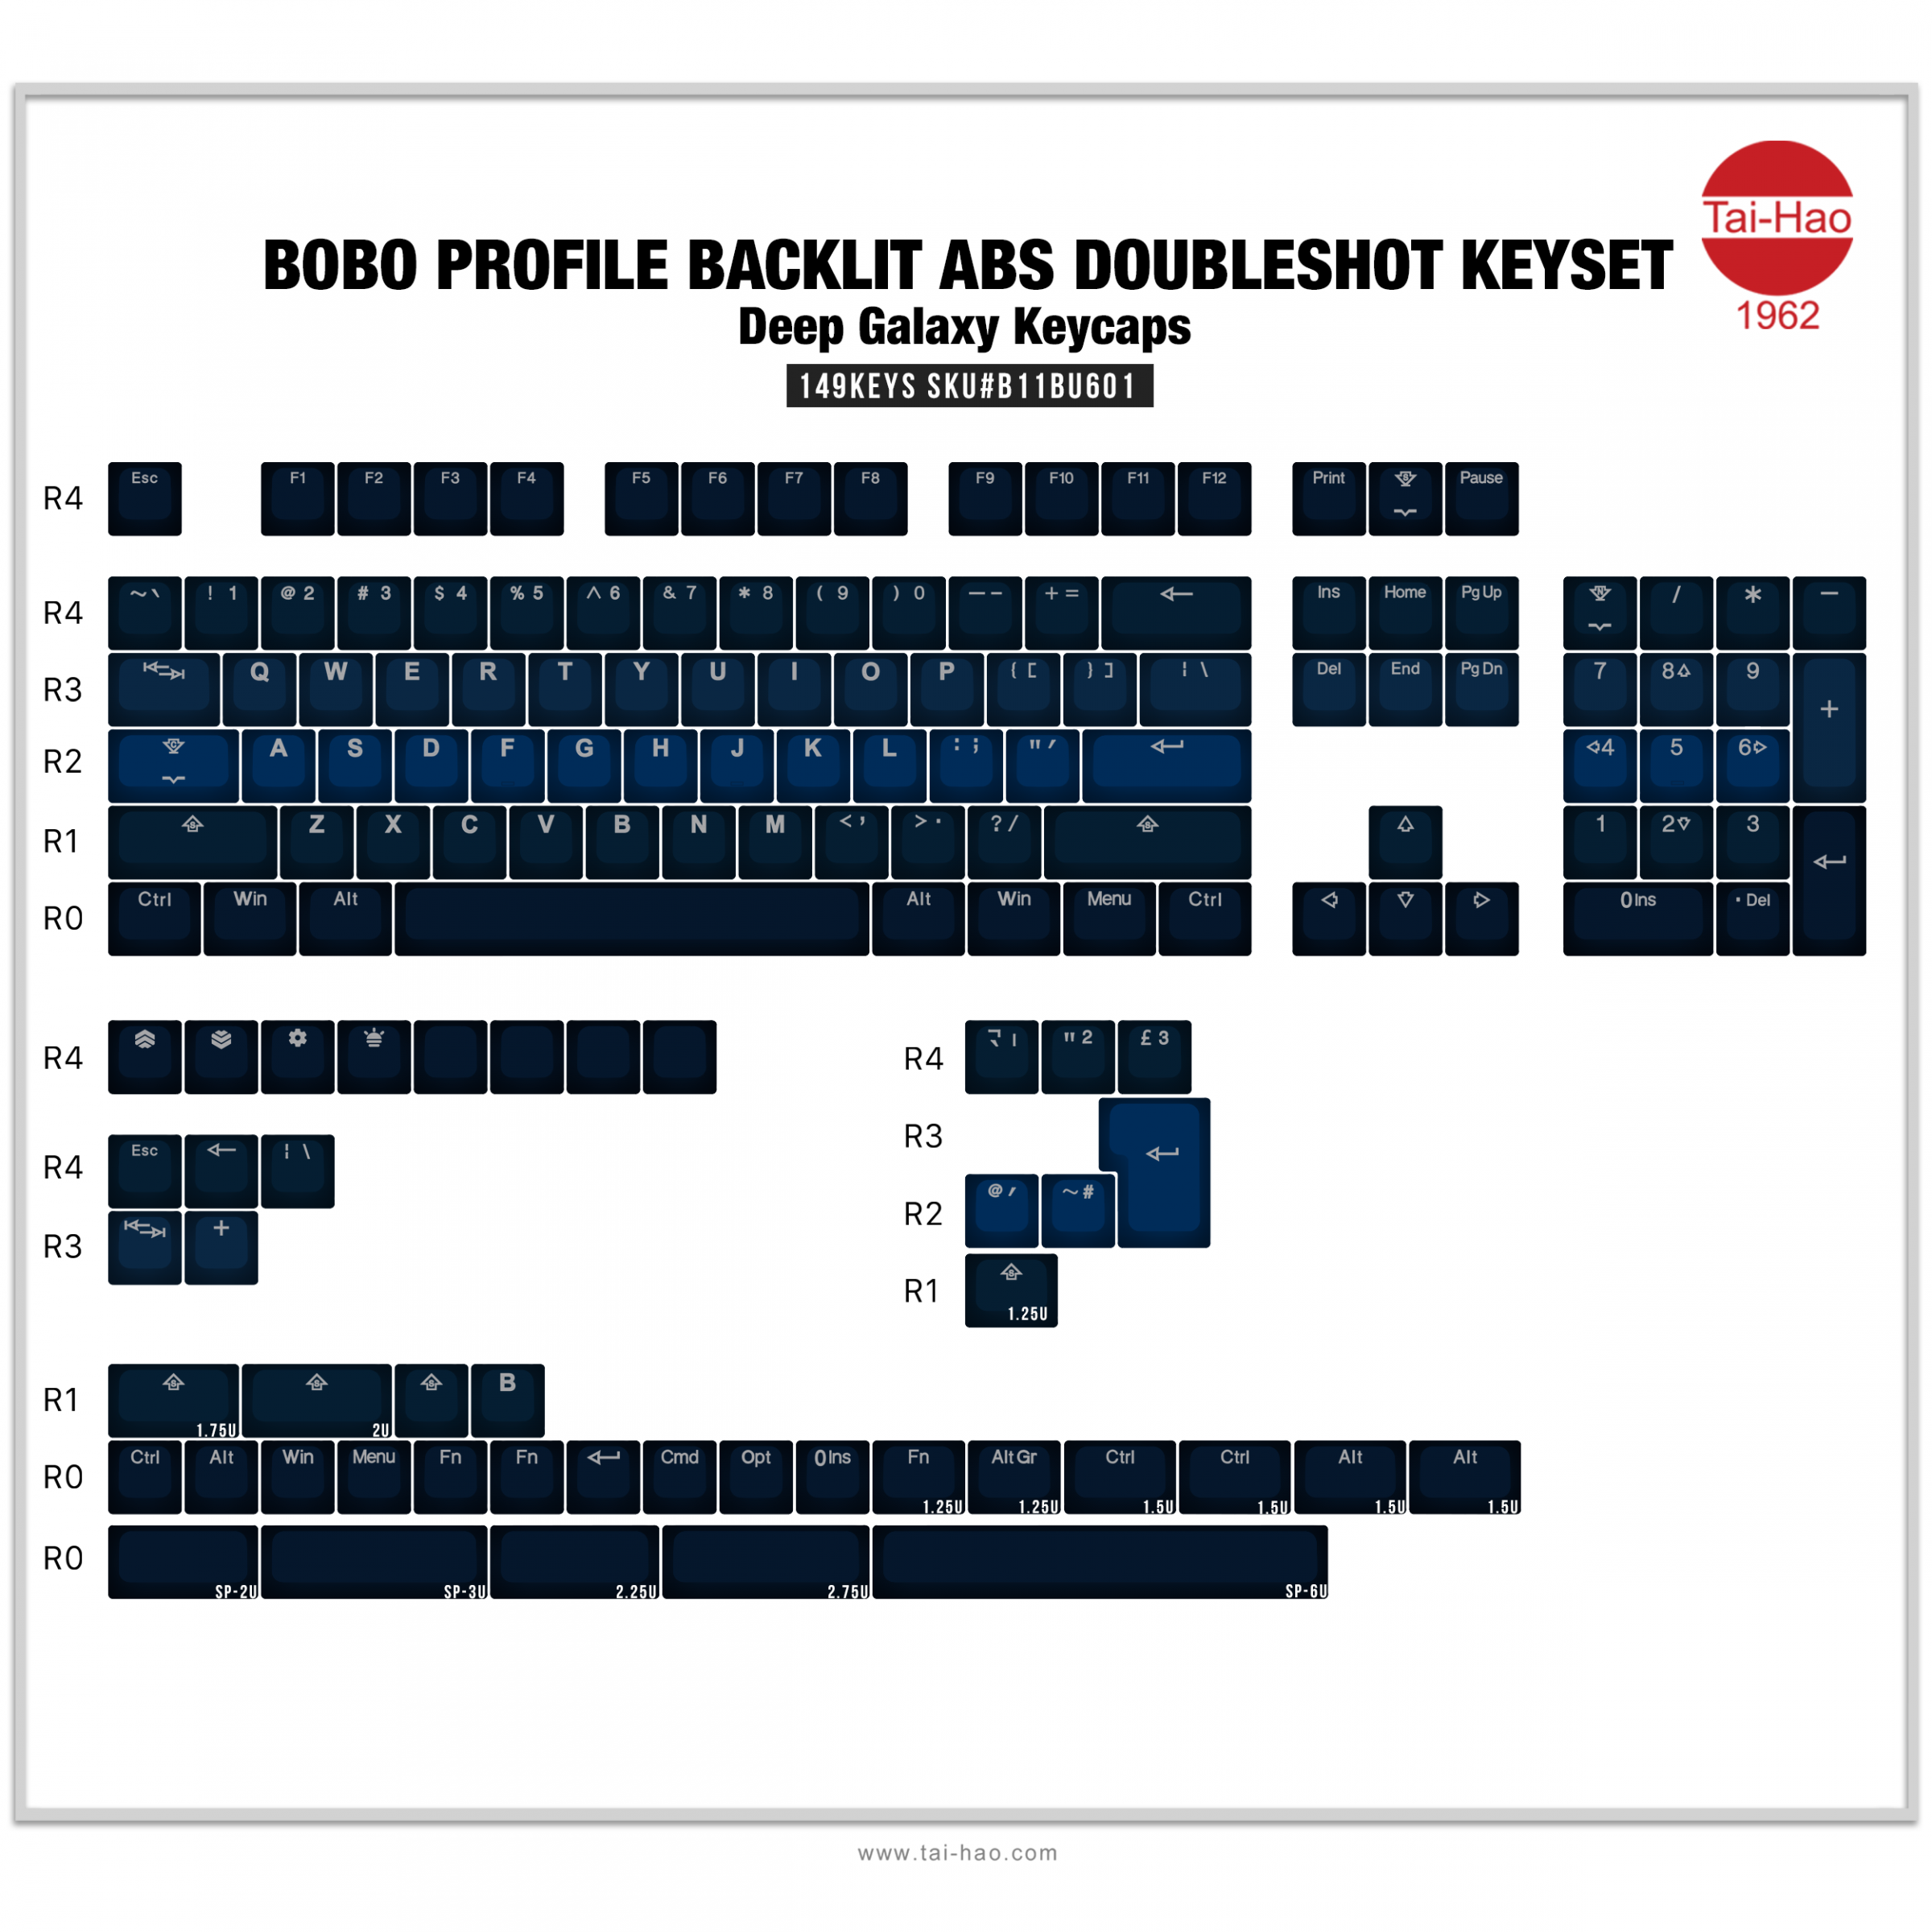 Tai-Hao
1962
BOBO PROFILE BACKLIT ABS DOUBLESHOT KEYSET
Deep Galaxy Keycaps
149KEYS SKU#B11BU601
R4 Esc F1 F2 F3 F4 F5 F6 F7 F8 F9 F10 F11 F12 Print S Pause
R4 ~ ` ! 1 @ 2 # 3 $ 4 % 5 ^ 6 & 7 * 8 ( 9 ) 0 — - + = ← Ins Home Pg Up N / * −
R3 Q W E R T Y U I O P { [ } ] ¦ \ Del End Pg Dn 7 8 9 +
R2 C A S D F G H J K L : ; " ' 4 5 6
R1 S Z X C V B N M < , > . ? / S 1 2 3
R0 Ctrl Win Alt Alt Win Menu Ctrl 0 Ins . Del
R4
R4 ¬ | " 2 £ 3
R4 Esc ← ¦ \
R3 +
R3
R2 @ ' ~ #
R1 S 1.25U
R1 S 1.75U S 2U S B
R0 Ctrl Alt Win Menu Fn Fn Cmd Opt 0 Ins Fn 1.25U Alt Gr 1.25U Ctrl 1.5U Ctrl 1.5U Alt 1.5U Alt 1.5U
R0 SP-2U SP-3U 2.25U 2.75U SP-6U
www.tai-hao.com